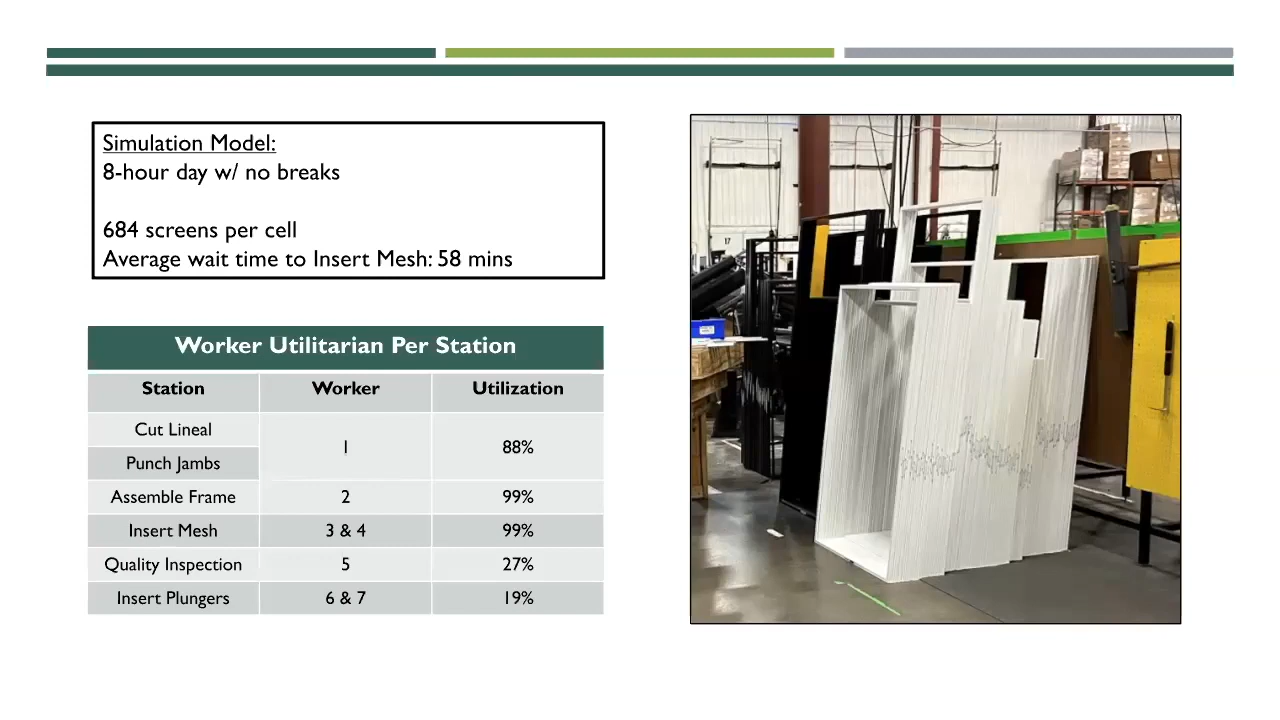 Simulation Model:
8-hour day w/ no breaks
684 screens per cell
Average wait time to Insert Mesh: 58 mins
Worker Utilitarian Per Station
Station Worker Utilization
Cut Lineal
1 88%
Punch Jambs
Assemble Frame 2 99%
Insert Mesh 3 & 4 99%
Quality Inspection 5 27%
Insert Plungers 6 & 7 19%
17